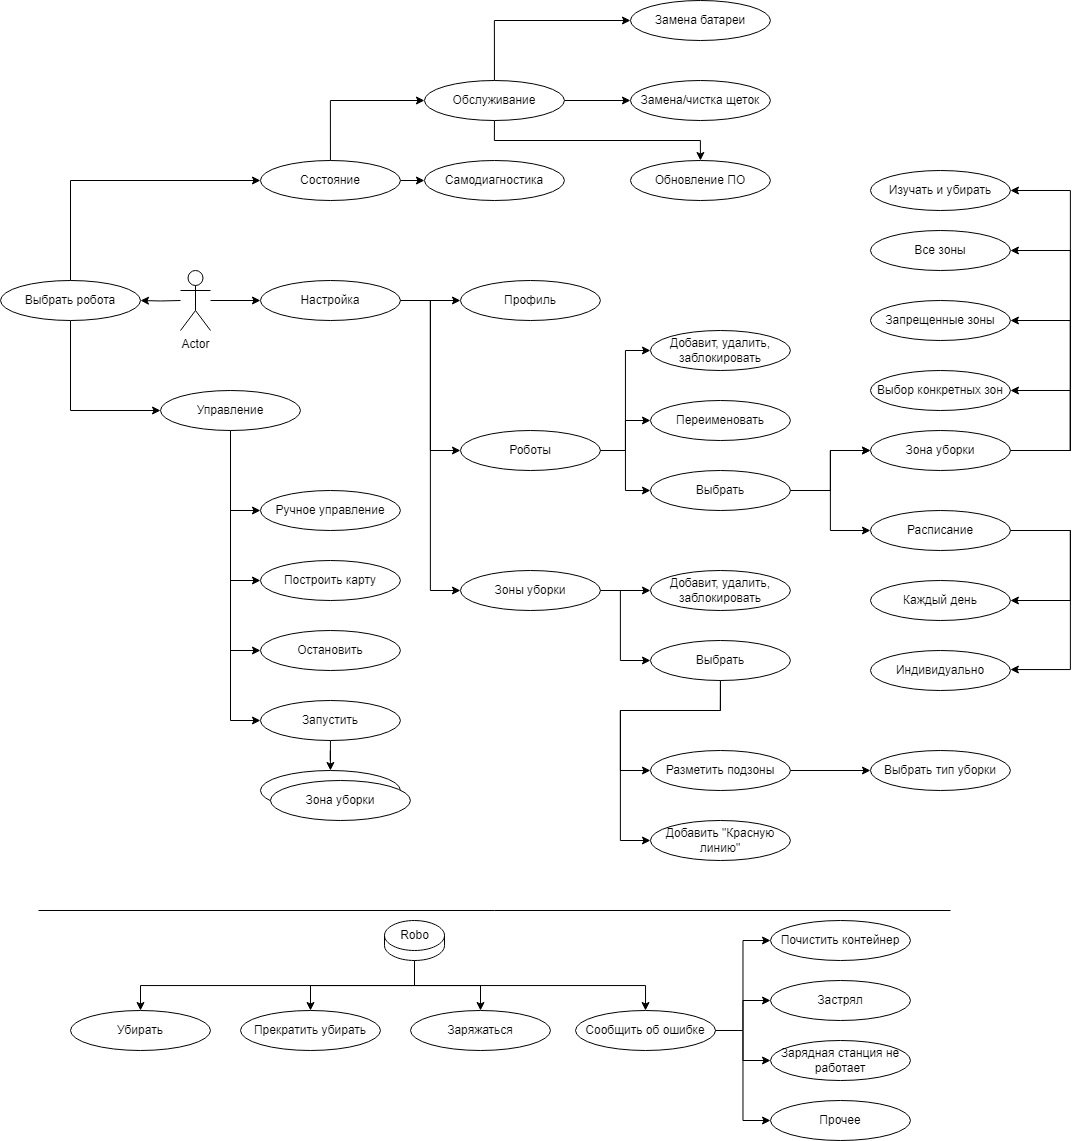 Замена батареи
Обслуживание
Замена/чистка щеток
Состояние
Самодиагностика
Обновление ПО
Изучать и убирать
Все зоны
Выбрать робота
Actor
Настройка
Профиль
Запрещенные зоны
Добавит, удалить,
заблокировать
Выбор конкретных зон
Управление
Переименовать
Роботы
Зона уборки
Выбрать
Ручное управление
Расписание
Построить карту
Зоны уборки
Добавит, удалить,
заблокировать
Каждый день
Остановить
Выбрать
Индивидуально
Запустить
Зона уборки
Разметить подзоны
Выбрать тип уборки
Добавить "Красную
линию"
Robo
Почистить контейнер
Застрял
Убирать
Прекратить убирать
Заряжаться
Сообщить об ошибке
Зарядная станция не
работает
Прочее